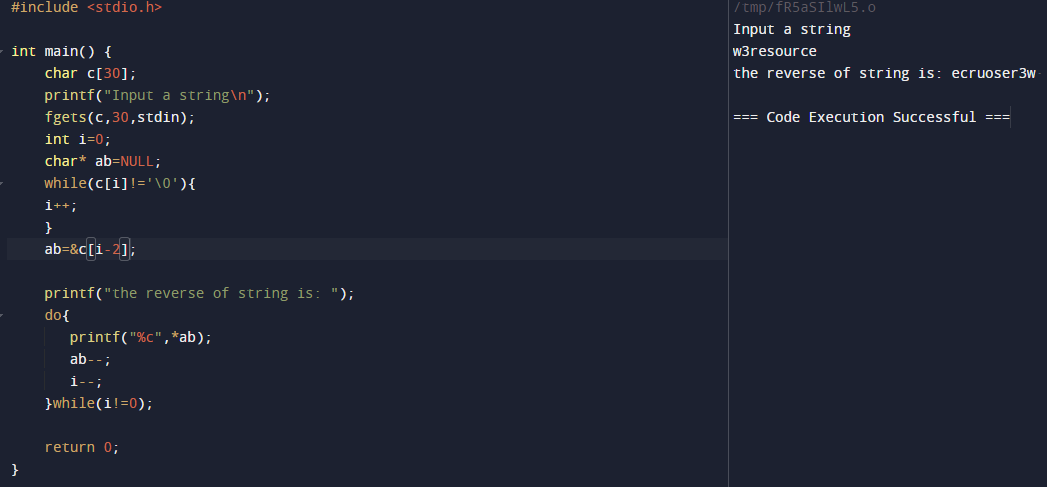 #include <stdio.h>
int main() {
char c[30];
printf("Input a string\n");
fgets(c,30,stdin);
int i=0;
char* ab=NULL;
while(c[i]!='\0'){
i++;
}
ab=&c[i-2];
printf("the reverse of string is: ");
do{
printf("%c",*ab);
ab--;
i--;
}while(i!=0);
return 0;
}
/tmp/fR5aSIlwL5.o
Input a string
w3resource
the reverse of string is: ecruoser3w
=== Code Execution Successful ===